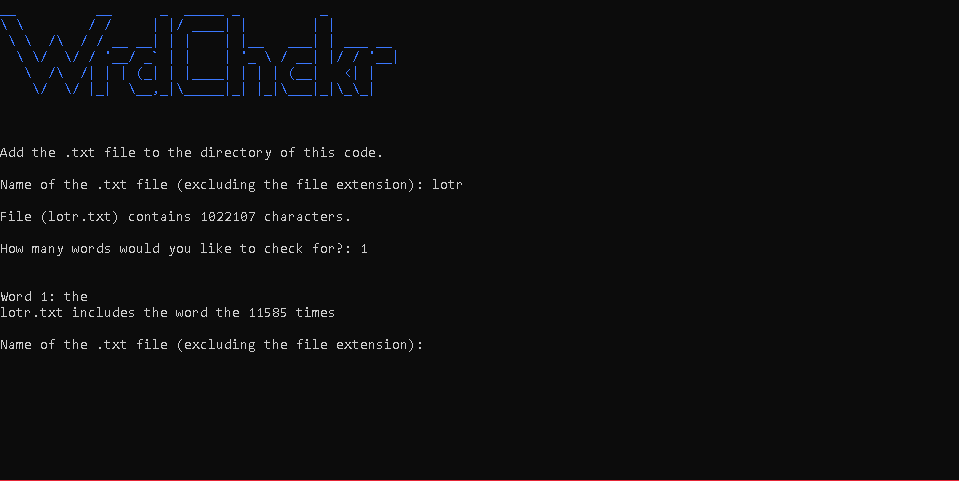 WrdChckr
Add the .txt file to the directory of this code.
Name of the .txt file (excluding the file extension): lotr
File (lotr.txt) contains 1022107 characters.
How many words would you like to check for?: 1
Word 1: the
lotr.txt includes the word the 11585 times
Name of the .txt file (excluding the file extension):